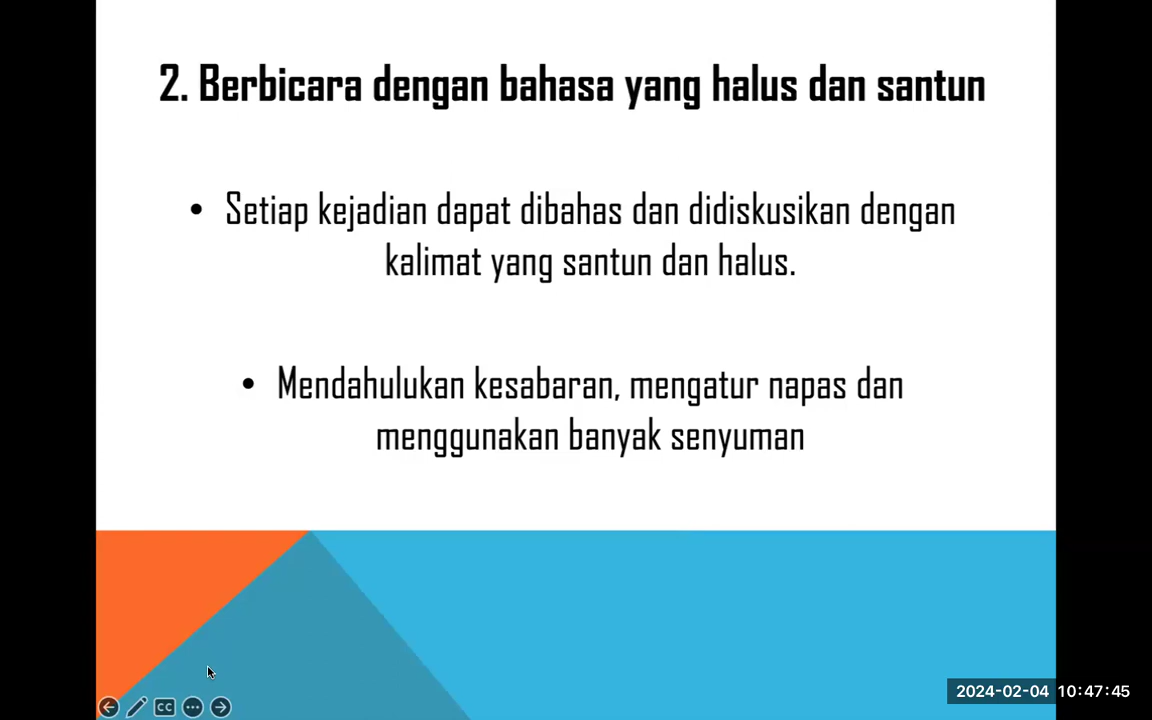 2. Berbicara dengan bahasa yang halus dan santun
• Setiap kejadian dapat dibahas dan didiskusikan dengan
kalimat yang santun dan halus.
• Mendahulukan kesabaran, mengatur napas dan
menggunakan banyak senyuman
CC
2024-02-04 10:47:45